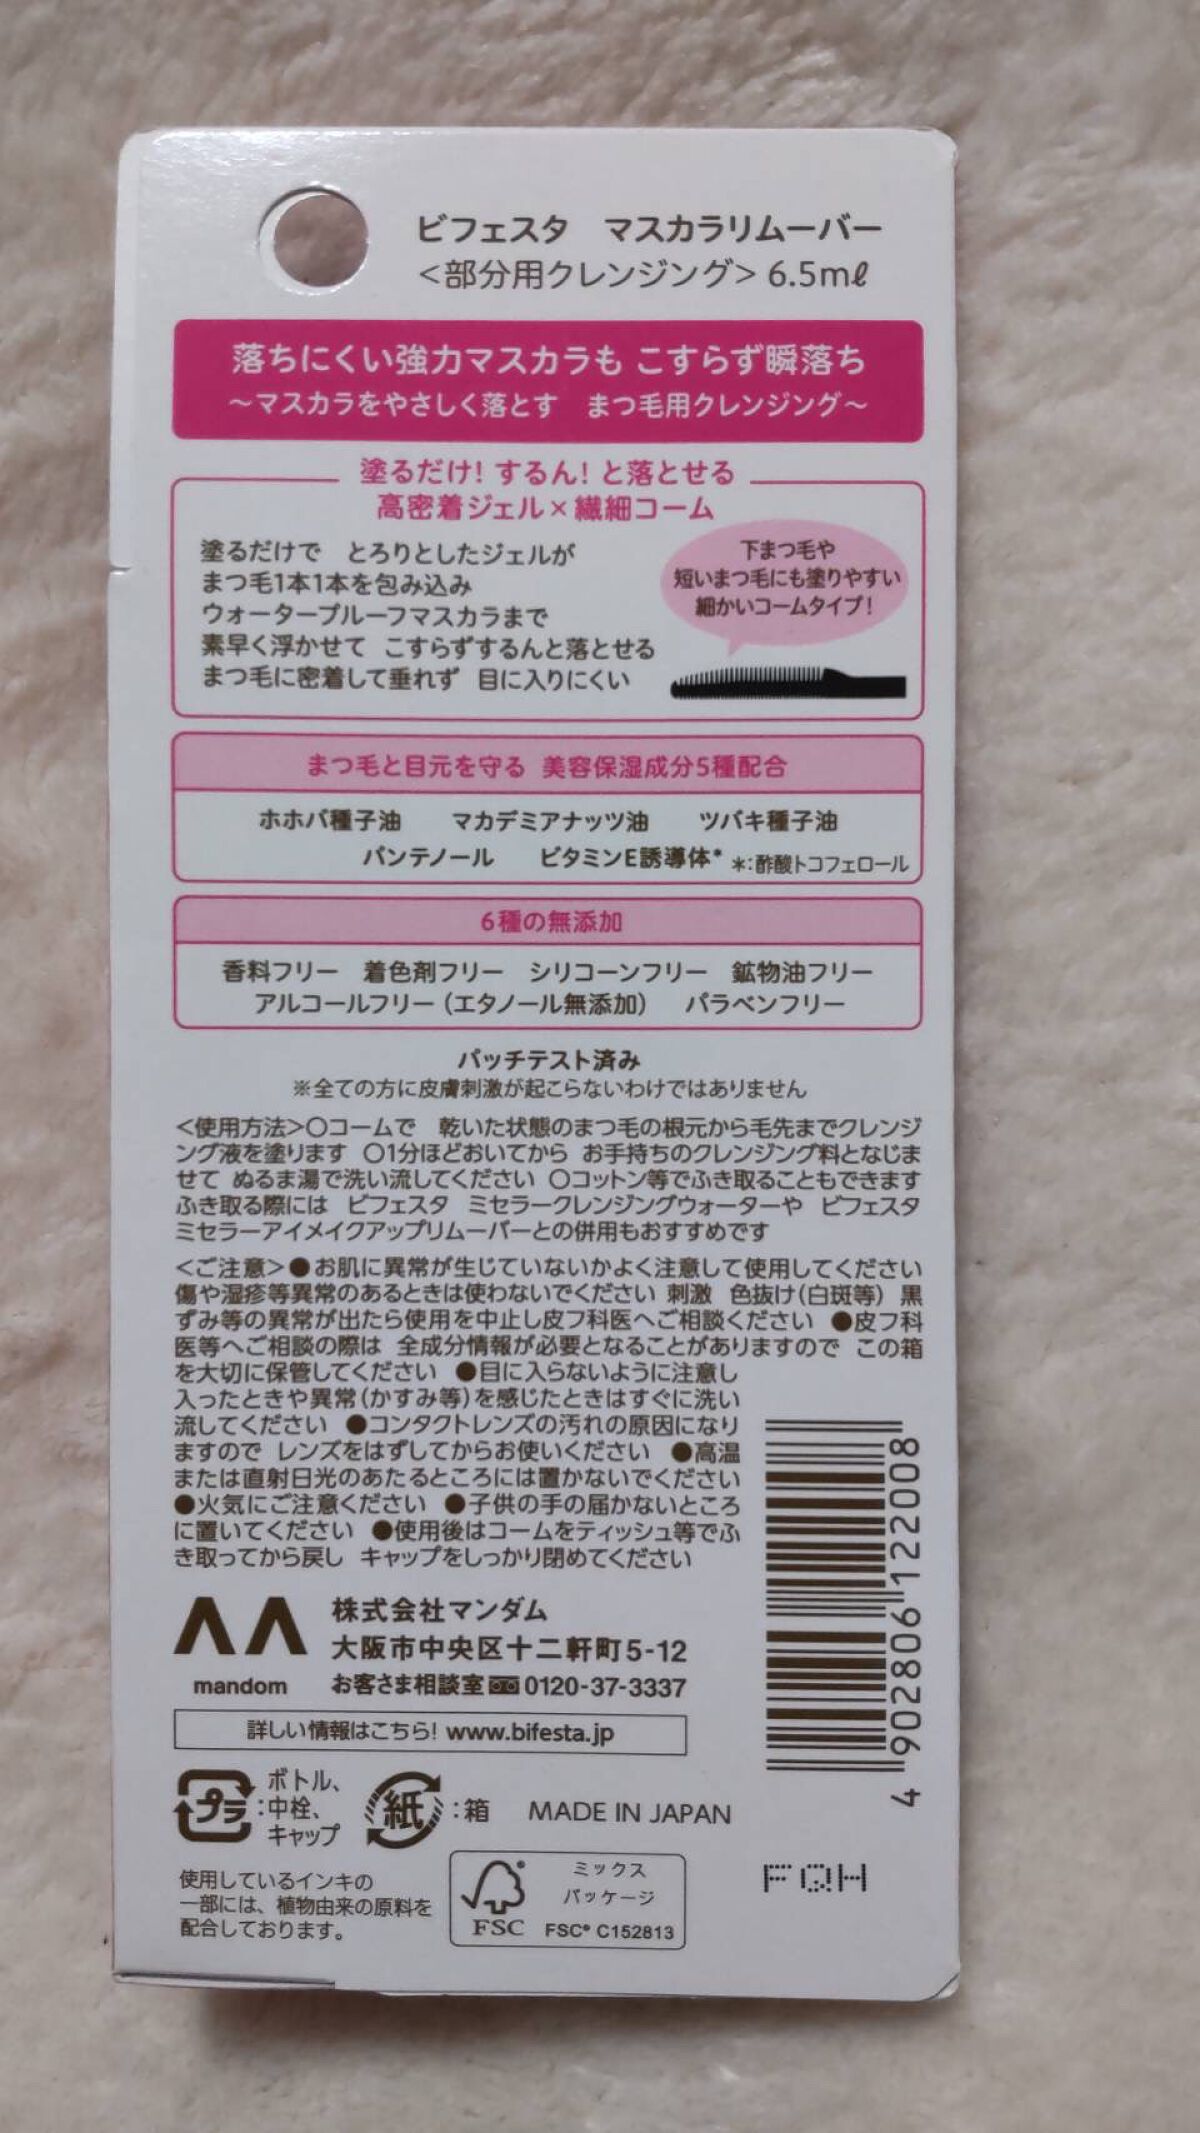 ビフェスタ　マスカラリムーバー
＜部分用クレンジング＞6.5mℓ
落ちにくい強力マスカラも こすらず瞬落ち
～マスカラをやさしく落とす　まつ毛用クレンジング～
塗るだけ! するん! と落とせる
高密着ジェル×繊細コーム
塗るだけで　とろりとしたジェルが
まつ毛1本1本を包み込み
ウォータープルーフマスカラまで
素早く浮かせて こすらずするんと落とせる
まつ毛に密着して垂れず 目に入りにくい
下まつ毛や
短いまつ毛にも塗りやすい
細かいコームタイプ!
まつ毛と目元を守る 美容保湿成分5種配合
ホホバ種子油　マカデミアナッツ油　ツバキ種子油
パンテノール　ビタミンE誘導体* *:酢酸トコフェロール
6種の無添加
香料フリー　着色剤フリー　シリコーンフリー　鉱物油フリー
アルコールフリー（エタノール無添加）　パラベンフリー
パッチテスト済み
※全ての方に皮膚刺激が起こらないわけではありません
＜使用方法＞○コームで　乾いた状態のまつ毛の根元から毛先までクレンジ
ング液を塗ります ○1分ほどおいてから お手持ちのクレンジング料となじま
せて ぬるま湯で洗い流してください ○コットン等でふき取ることもできます
ふき取る際には ビフェスタ ミセラークレンジングウォーターや ビフェスタ
ミセラーアイメイクアップリムーバーとの併用もおすすめです
＜ご注意＞●お肌に異常が生じていないかよく注意して使用してください
傷や湿疹等異常のあるときは使わないでください 刺激 色抜け(白斑等) 黒
ずみ等の異常が出たら使用を中止し皮フ科医へご相談ください ●皮フ科
医等へご相談の際は 全成分情報が必要となることがありますので この箱
を大切に保管してください ●目に入らないように注意し
入ったときや異常(かすみ等)を感じたときはすぐに洗い
流してください ●コンタクトレンズの汚れの原因になり
ますので レンズをはずしてからお使いください ●高温
または直射日光のあたるところには置かないでください
●火気にご注意ください ●子供の手の届かないところ
に置いてください ●使用後はコームをティッシュ等でふ
き取ってから戻し キャップをしっかり閉めてください
4 902806 122008
株式会社マンダム
大阪市中央区十二軒町5-12
mandom
お客さま相談室 0120-37-3337
詳しい情報はこちら! www.bifesta.jp
プラ:ボトル、
中栓、
キャップ
紙:箱
MADE IN JAPAN
使用しているインキの
一部には、植物由来の原料を
配合しております。
FSC
ミックス
パッケージ
FSC® C152813
FQH